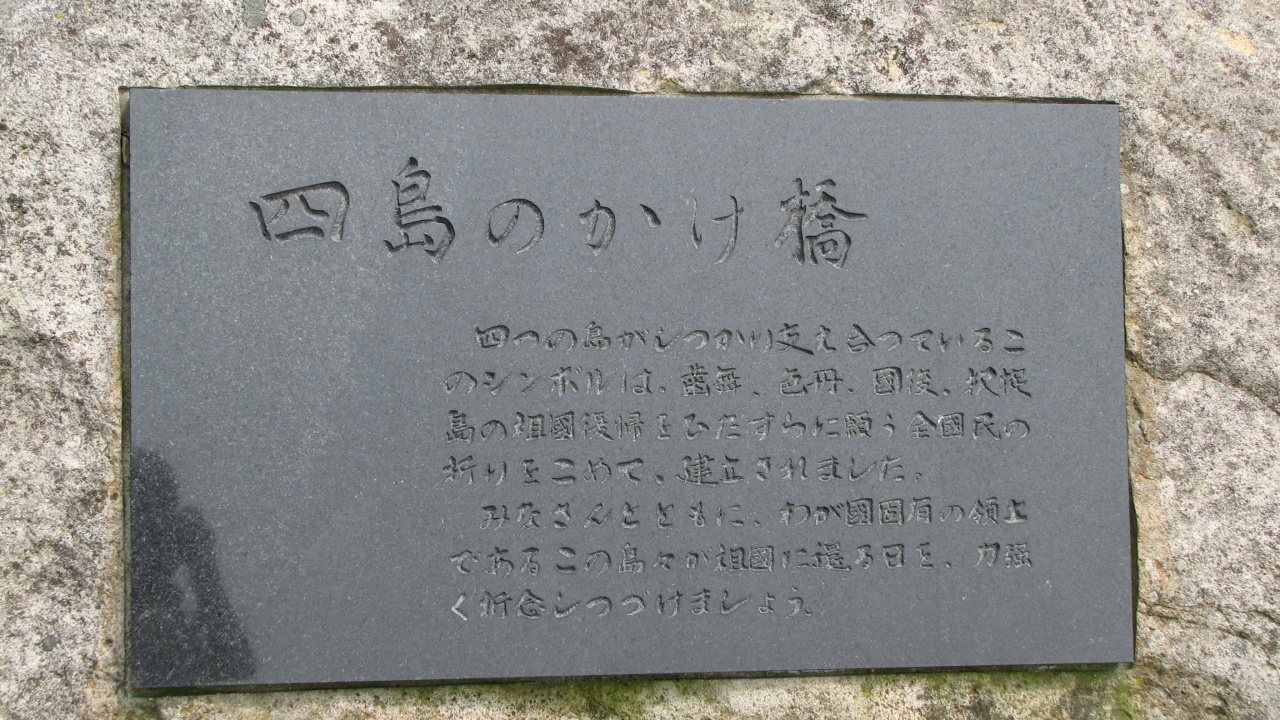 四島のかけ橋
四つの島がしつかり支え合つているこ
のシンボルは、歯舞、色丹、國後、択捉
島の祖國復帰をひたすらに願う全國民の
祈りをこめて、建立されました。
みなさんとともに、わが國固有の領土
であるこの島々が祖國に還る日を、力強
く祈念しつづけましょう。